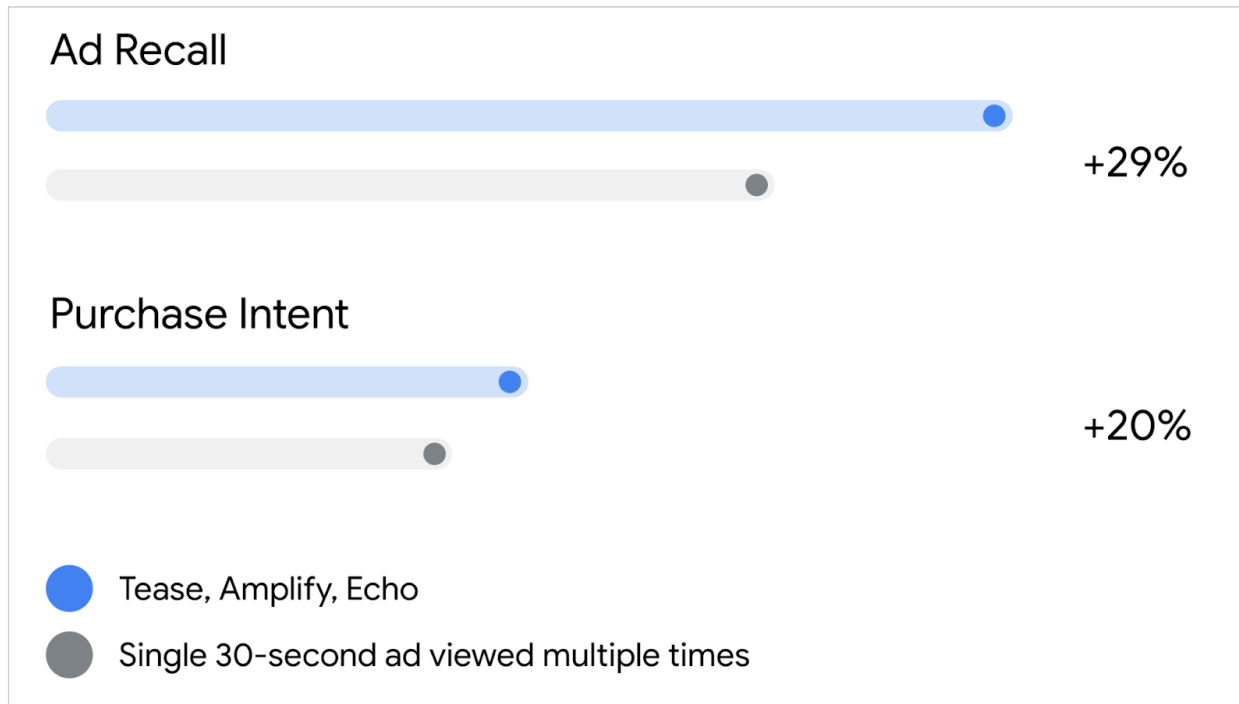 Ad Recall
+29%
Purchase Intent
+20%
Tease, Amplify, Echo
Single 30-second ad viewed multiple times